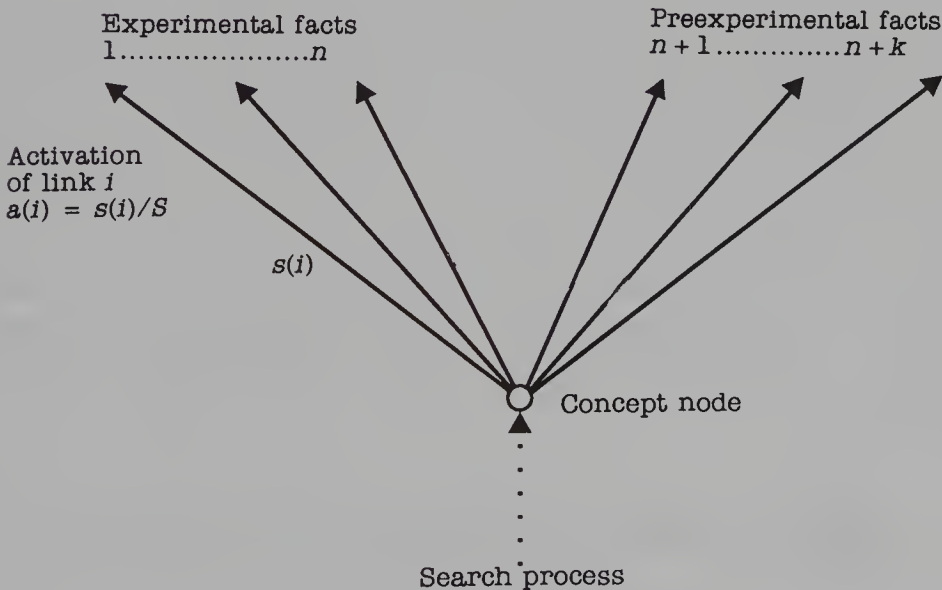 Experimental facts
1.....................n
Preexperimental facts
n + 1..............n + k
Activation
of link i
a(i) = s(i)/S
s(i)
Concept node
Search process